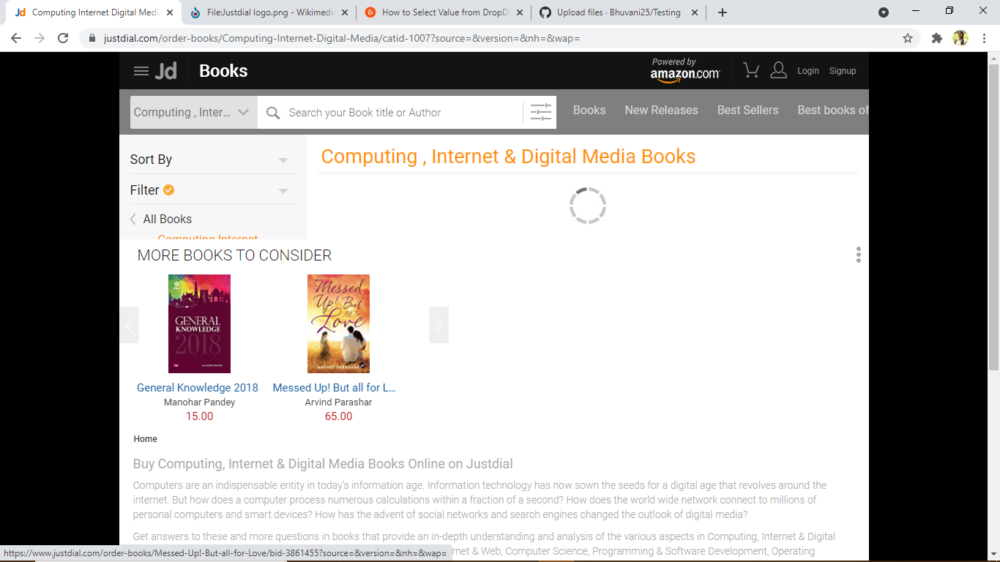 Computing Internet Digital Medi
File:Justdial logo.png - Wikimedia
How to Select Value from DropD
Upload files · Bhuvani25/Testing
justdial.com/order-books/Computing-Internet-Digital-Media/catid-1007?source=&version=&nh=&wap=
Jd
Books
Powered by
amazon.com
Login
Signup
Computing , Inter...
Search your Book title or Author
Books
New Releases
Best Sellers
Best books of
Sort By
Computing , Internet & Digital Media Books
Filter
All Books
Computing Internet
MORE BOOKS TO CONSIDER
GENERAL
KNOWLEDGE
2018
Messed
Up! But
All For
Love
ARVIND PARASHAR
General Knowledge 2018
Messed Up! But all for L...
Manohar Pandey
Arvind Parashar
15.00
65.00
Home
Buy Computing, Internet & Digital Media Books Online on Justdial
Computers are an indispensable entity in today's information age. Information technology has now sown the seeds for a digital age that revolves around the
internet. But how does a computer process numerous calculations within a fraction of a second? How does the world wide network connect to millions of
personal computers and smart devices? How has the advent of social networks and search engines changed the outlook of digital media?
Get answers to these and more questions in books that provide an in-depth understanding and analysis of the various aspects in Computing, Internet & Digital
https://www.justdial.com/order-books/Messed-Up!-But-all-for-Love/bid-3861455?source=&version=&nh=&wap=
rnet & Web, Computer Science, Programming & Software Development, Operating